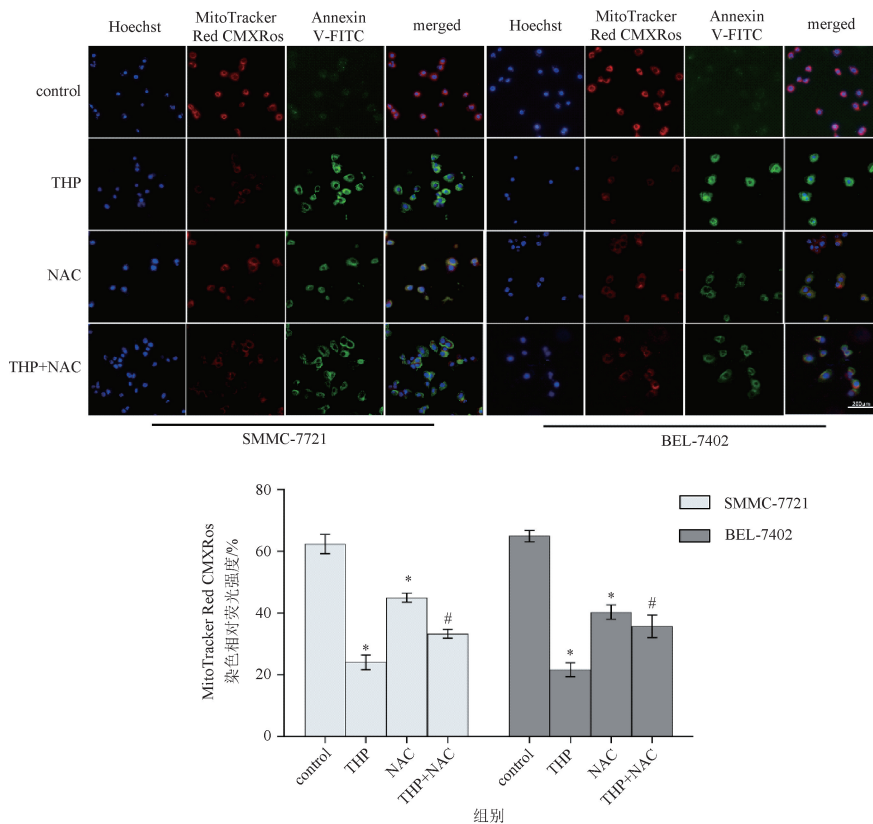 Hoechst
MitoTracker
Red CMXRos
Annexin
V-FITC
merged
Hoechst
MitoTracker
Red CMXRos
Annexin
V-FITC
merged
control
THP
NAC
THP+NAC
200μm
SMMC-7721
BEL-7402
MitoTracker Red CMXRos
染色相对荧光强度/%
80
60
40
20
0
*
*
#
*
*
#
SMMC-7721
BEL-7402
control
THP
NAC
THP+NAC
control
THP
NAC
THP+NAC
组别